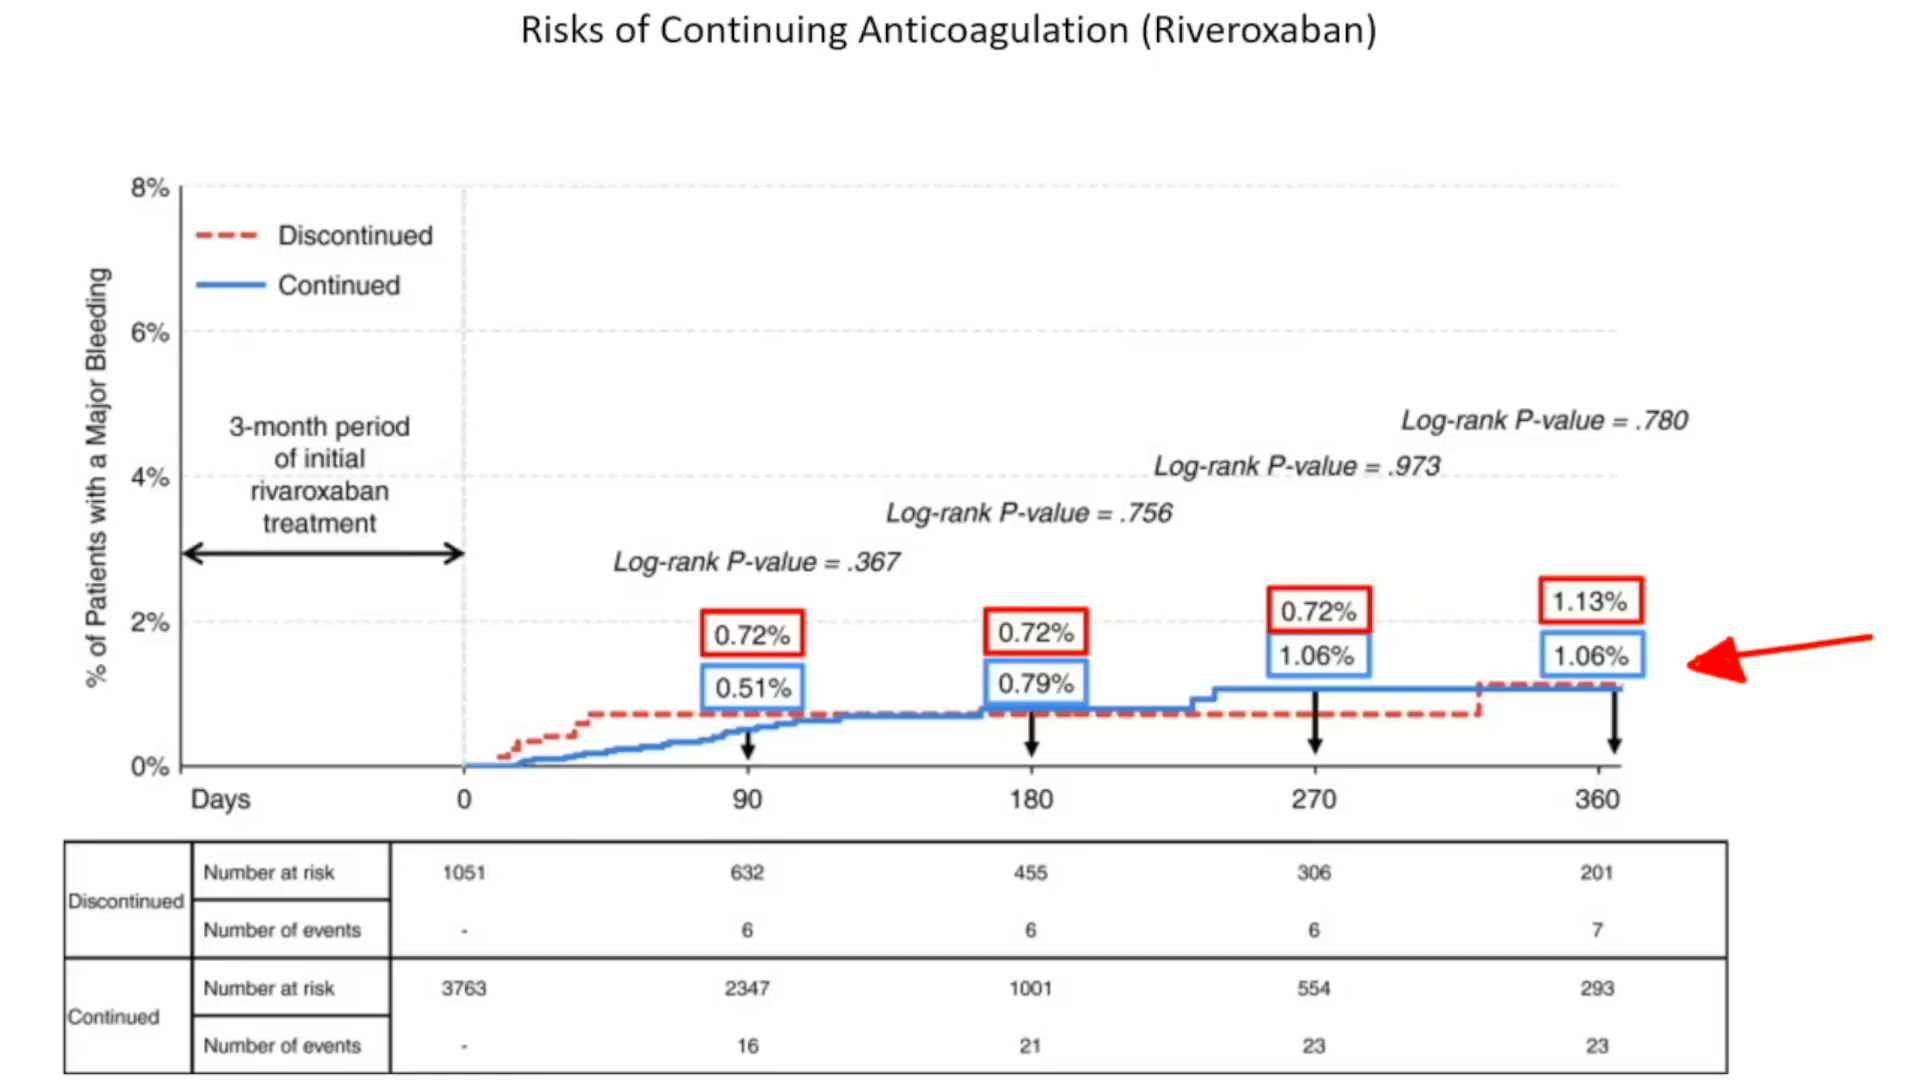 Risks of Continuing Anticoagulation (Riveroxaban)
8%
6%
4%
2%
0%
% of Patients with a Major Bleeding
Discontinued
Continued
3-month period
of initial
rivaroxaban
treatment
Log-rank P-value = .367
Log-rank P-value = .756
Log-rank P-value = .973
Log-rank P-value = .780
0.72%
0.51%
0.72%
0.79%
0.72%
1.06%
1.13%
1.06%
Days 0 90 180 270 360
Discontinued
Number at risk 1051 632 455 306 201
Number of events - 6 6 6 7
Continued
Number at risk 3763 2347 1001 554 293
Number of events - 16 21 23 23